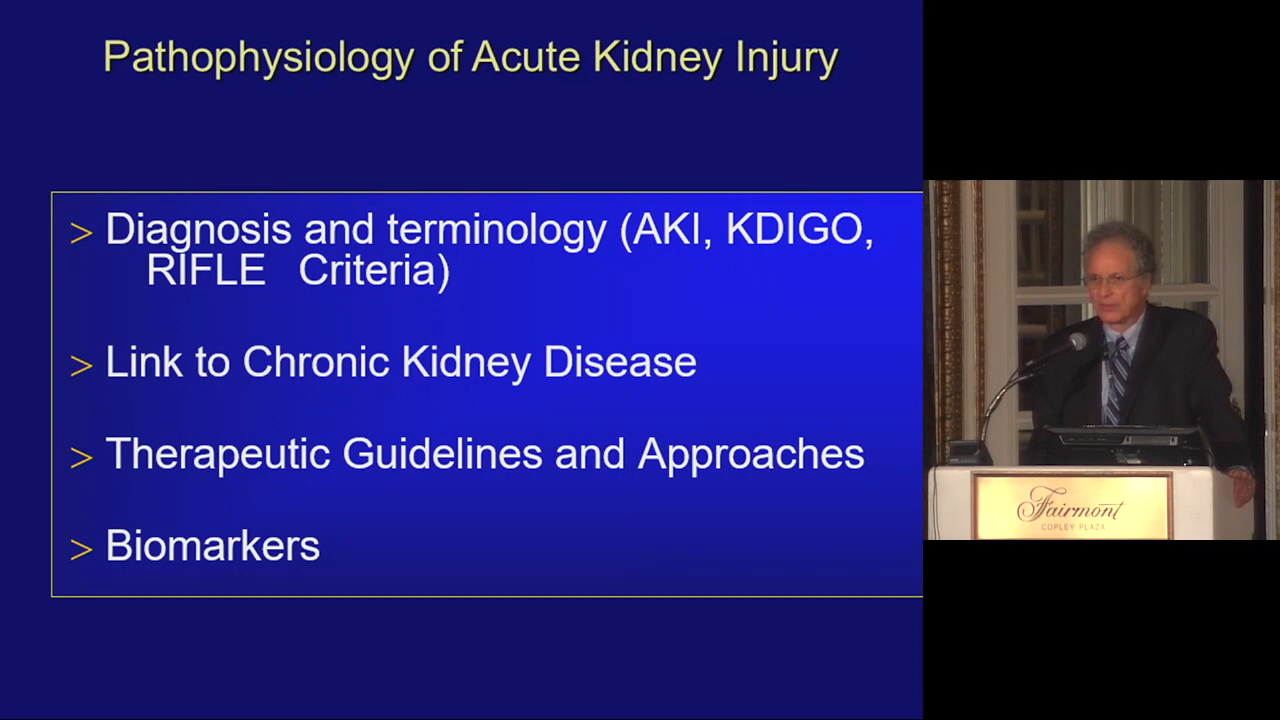 Pathophysiology of Acute Kidney Injury
> Diagnosis and terminology (AKI, KDIGO,
RIFLE Criteria)
> Link to Chronic Kidney Disease
> Therapeutic Guidelines and Approaches
> Biomarkers
Fairmont
COPLEY PLAZA